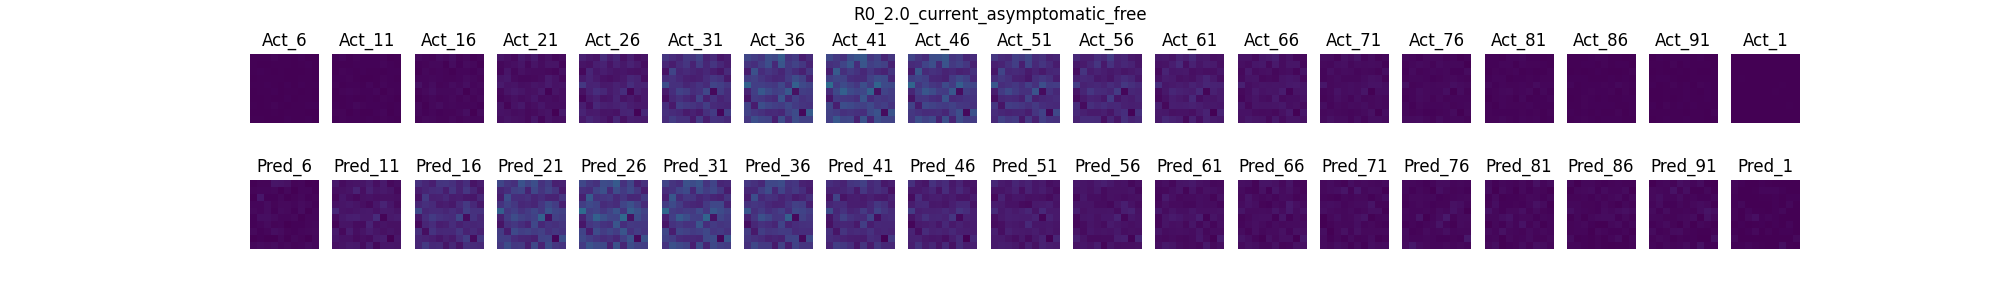 R0_2.0_current_asymptomatic_free
Act_6 Act_11 Act_16 Act_21 Act_26 Act_31 Act_36 Act_41 Act_46 Act_51 Act_56 Act_61 Act_66 Act_71 Act_76 Act_81 Act_86 Act_91 Act_1
Pred_6 Pred_11 Pred_16 Pred_21 Pred_26 Pred_31 Pred_36 Pred_41 Pred_46 Pred_51 Pred_56 Pred_61 Pred_66 Pred_71 Pred_76 Pred_81 Pred_86 Pred_91 Pred_1